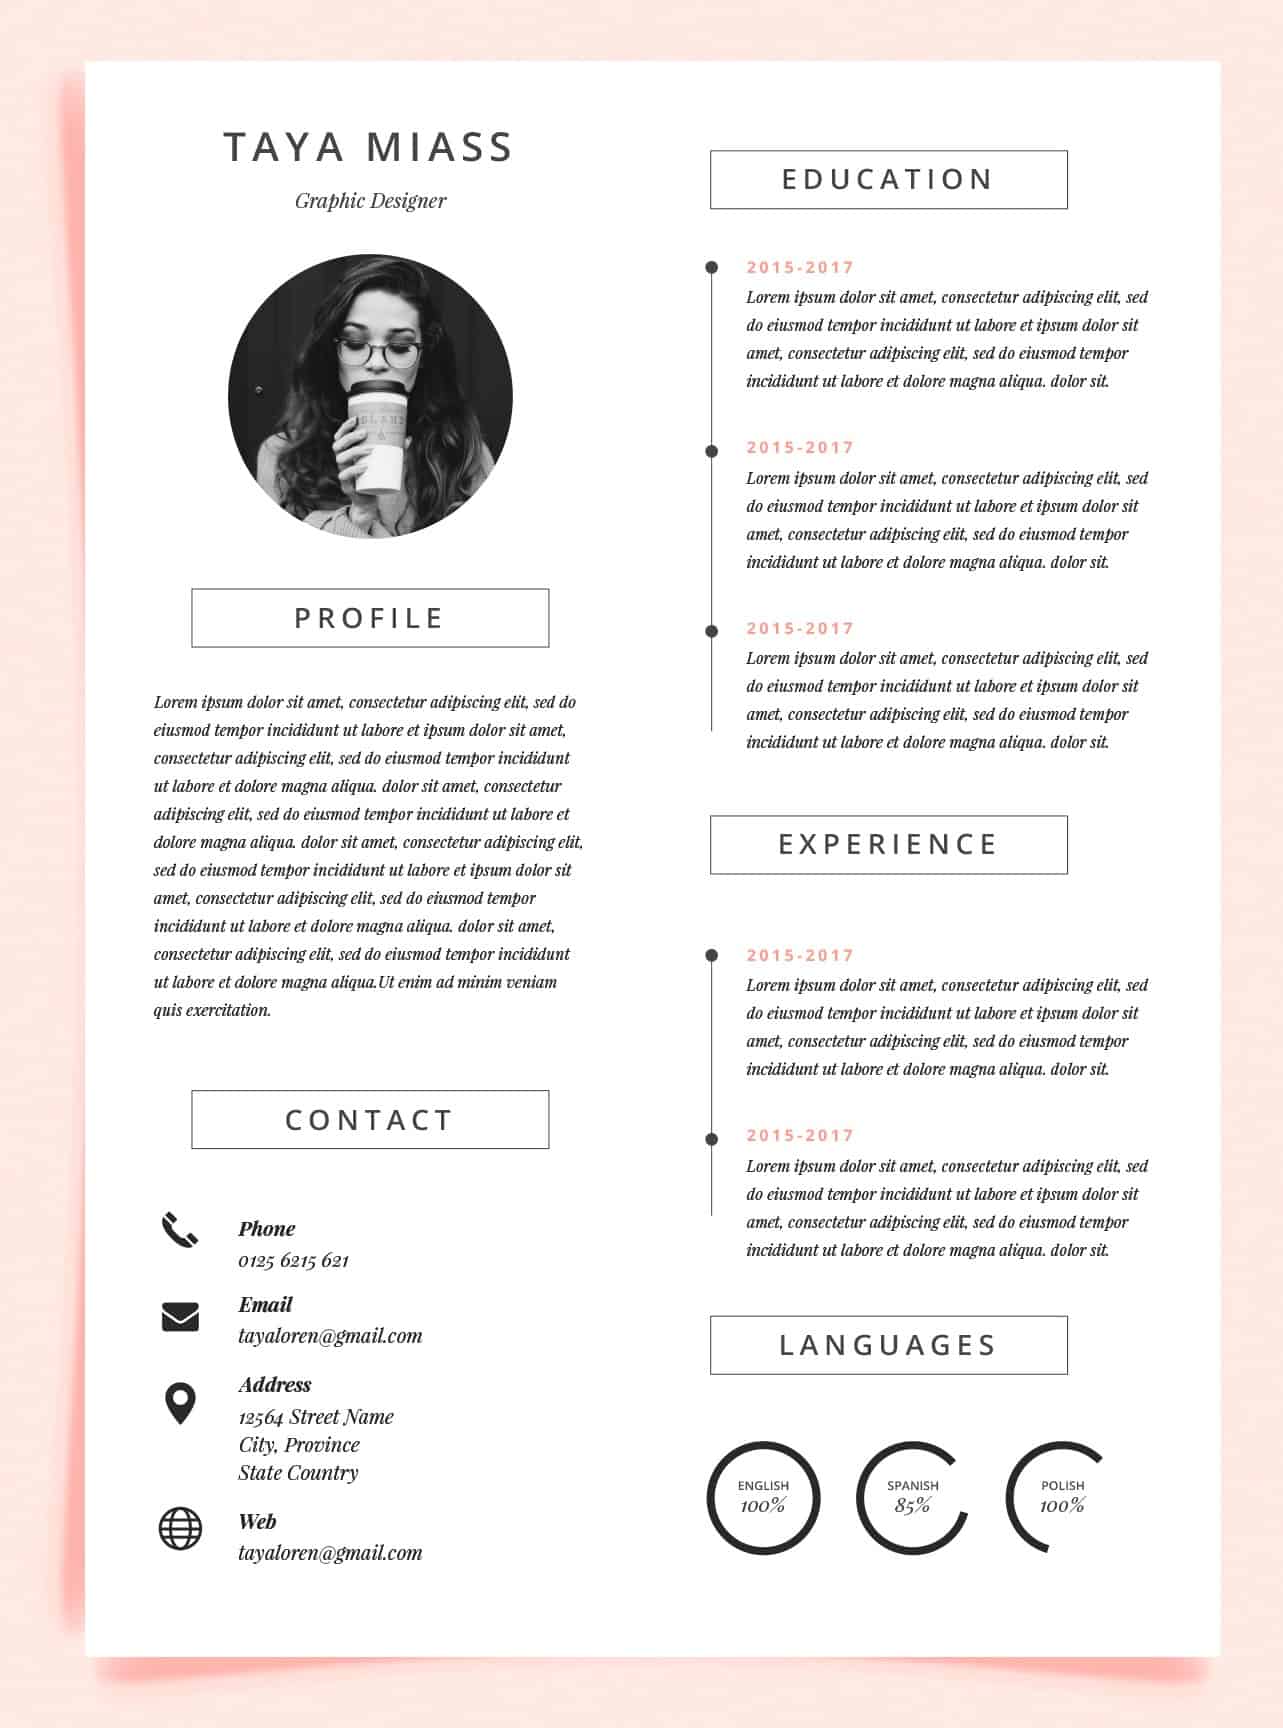 TAYA MIASS
Graphic Designer
PROFILE
Lorem ipsum dolor sit amet, consectetur adipiscing elit, sed do
eiusmod tempor incididunt ut labore et ipsum dolor sit amet,
consectetur adipiscing elit, sed do eiusmod tempor incididunt
ut labore et dolore magna aliqua. dolor sit amet, consectetur
adipiscing elit, sed do eiusmod tempor incididunt ut labore et
dolore magna aliqua. dolor sit amet, consectetur adipiscing elit,
sed do eiusmod tempor incididunt ut labore et ipsum dolor sit
amet, consectetur adipiscing elit, sed do eiusmod tempor
incididunt ut labore et dolore magna aliqua. dolor sit amet,
consectetur adipiscing elit, sed do eiusmod tempor incididunt
ut labore et dolore magna aliqua.Ut enim ad minim veniam
quis exercitation.
CONTACT
Phone
0125 6215 621
Email
tayaloren@gmail.com
Address
12564 Street Name
City, Province
State Country
Web
tayaloren@gmail.com
EDUCATION
2015-2017
Lorem ipsum dolor sit amet, consectetur adipiscing elit, sed
do eiusmod tempor incididunt ut labore et ipsum dolor sit
amet, consectetur adipiscing elit, sed do eiusmod tempor
incididunt ut labore et dolore magna aliqua. dolor sit.
2015-2017
Lorem ipsum dolor sit amet, consectetur adipiscing elit, sed
do eiusmod tempor incididunt ut labore et ipsum dolor sit
amet, consectetur adipiscing elit, sed do eiusmod tempor
incididunt ut labore et dolore magna aliqua. dolor sit.
2015-2017
Lorem ipsum dolor sit amet, consectetur adipiscing elit, sed
do eiusmod tempor incididunt ut labore et ipsum dolor sit
amet, consectetur adipiscing elit, sed do eiusmod tempor
incididunt ut labore et dolore magna aliqua. dolor sit.
EXPERIENCE
2015-2017
Lorem ipsum dolor sit amet, consectetur adipiscing elit, sed
do eiusmod tempor incididunt ut labore et ipsum dolor sit
amet, consectetur adipiscing elit, sed do eiusmod tempor
incididunt ut labore et dolore magna aliqua. dolor sit.
2015-2017
Lorem ipsum dolor sit amet, consectetur adipiscing elit, sed
do eiusmod tempor incididunt ut labore et ipsum dolor sit
amet, consectetur adipiscing elit, sed do eiusmod tempor
incididunt ut labore et dolore magna aliqua. dolor sit.
LANGUAGES
ENGLISH
100%
SPANISH
85%
POLISH
100%